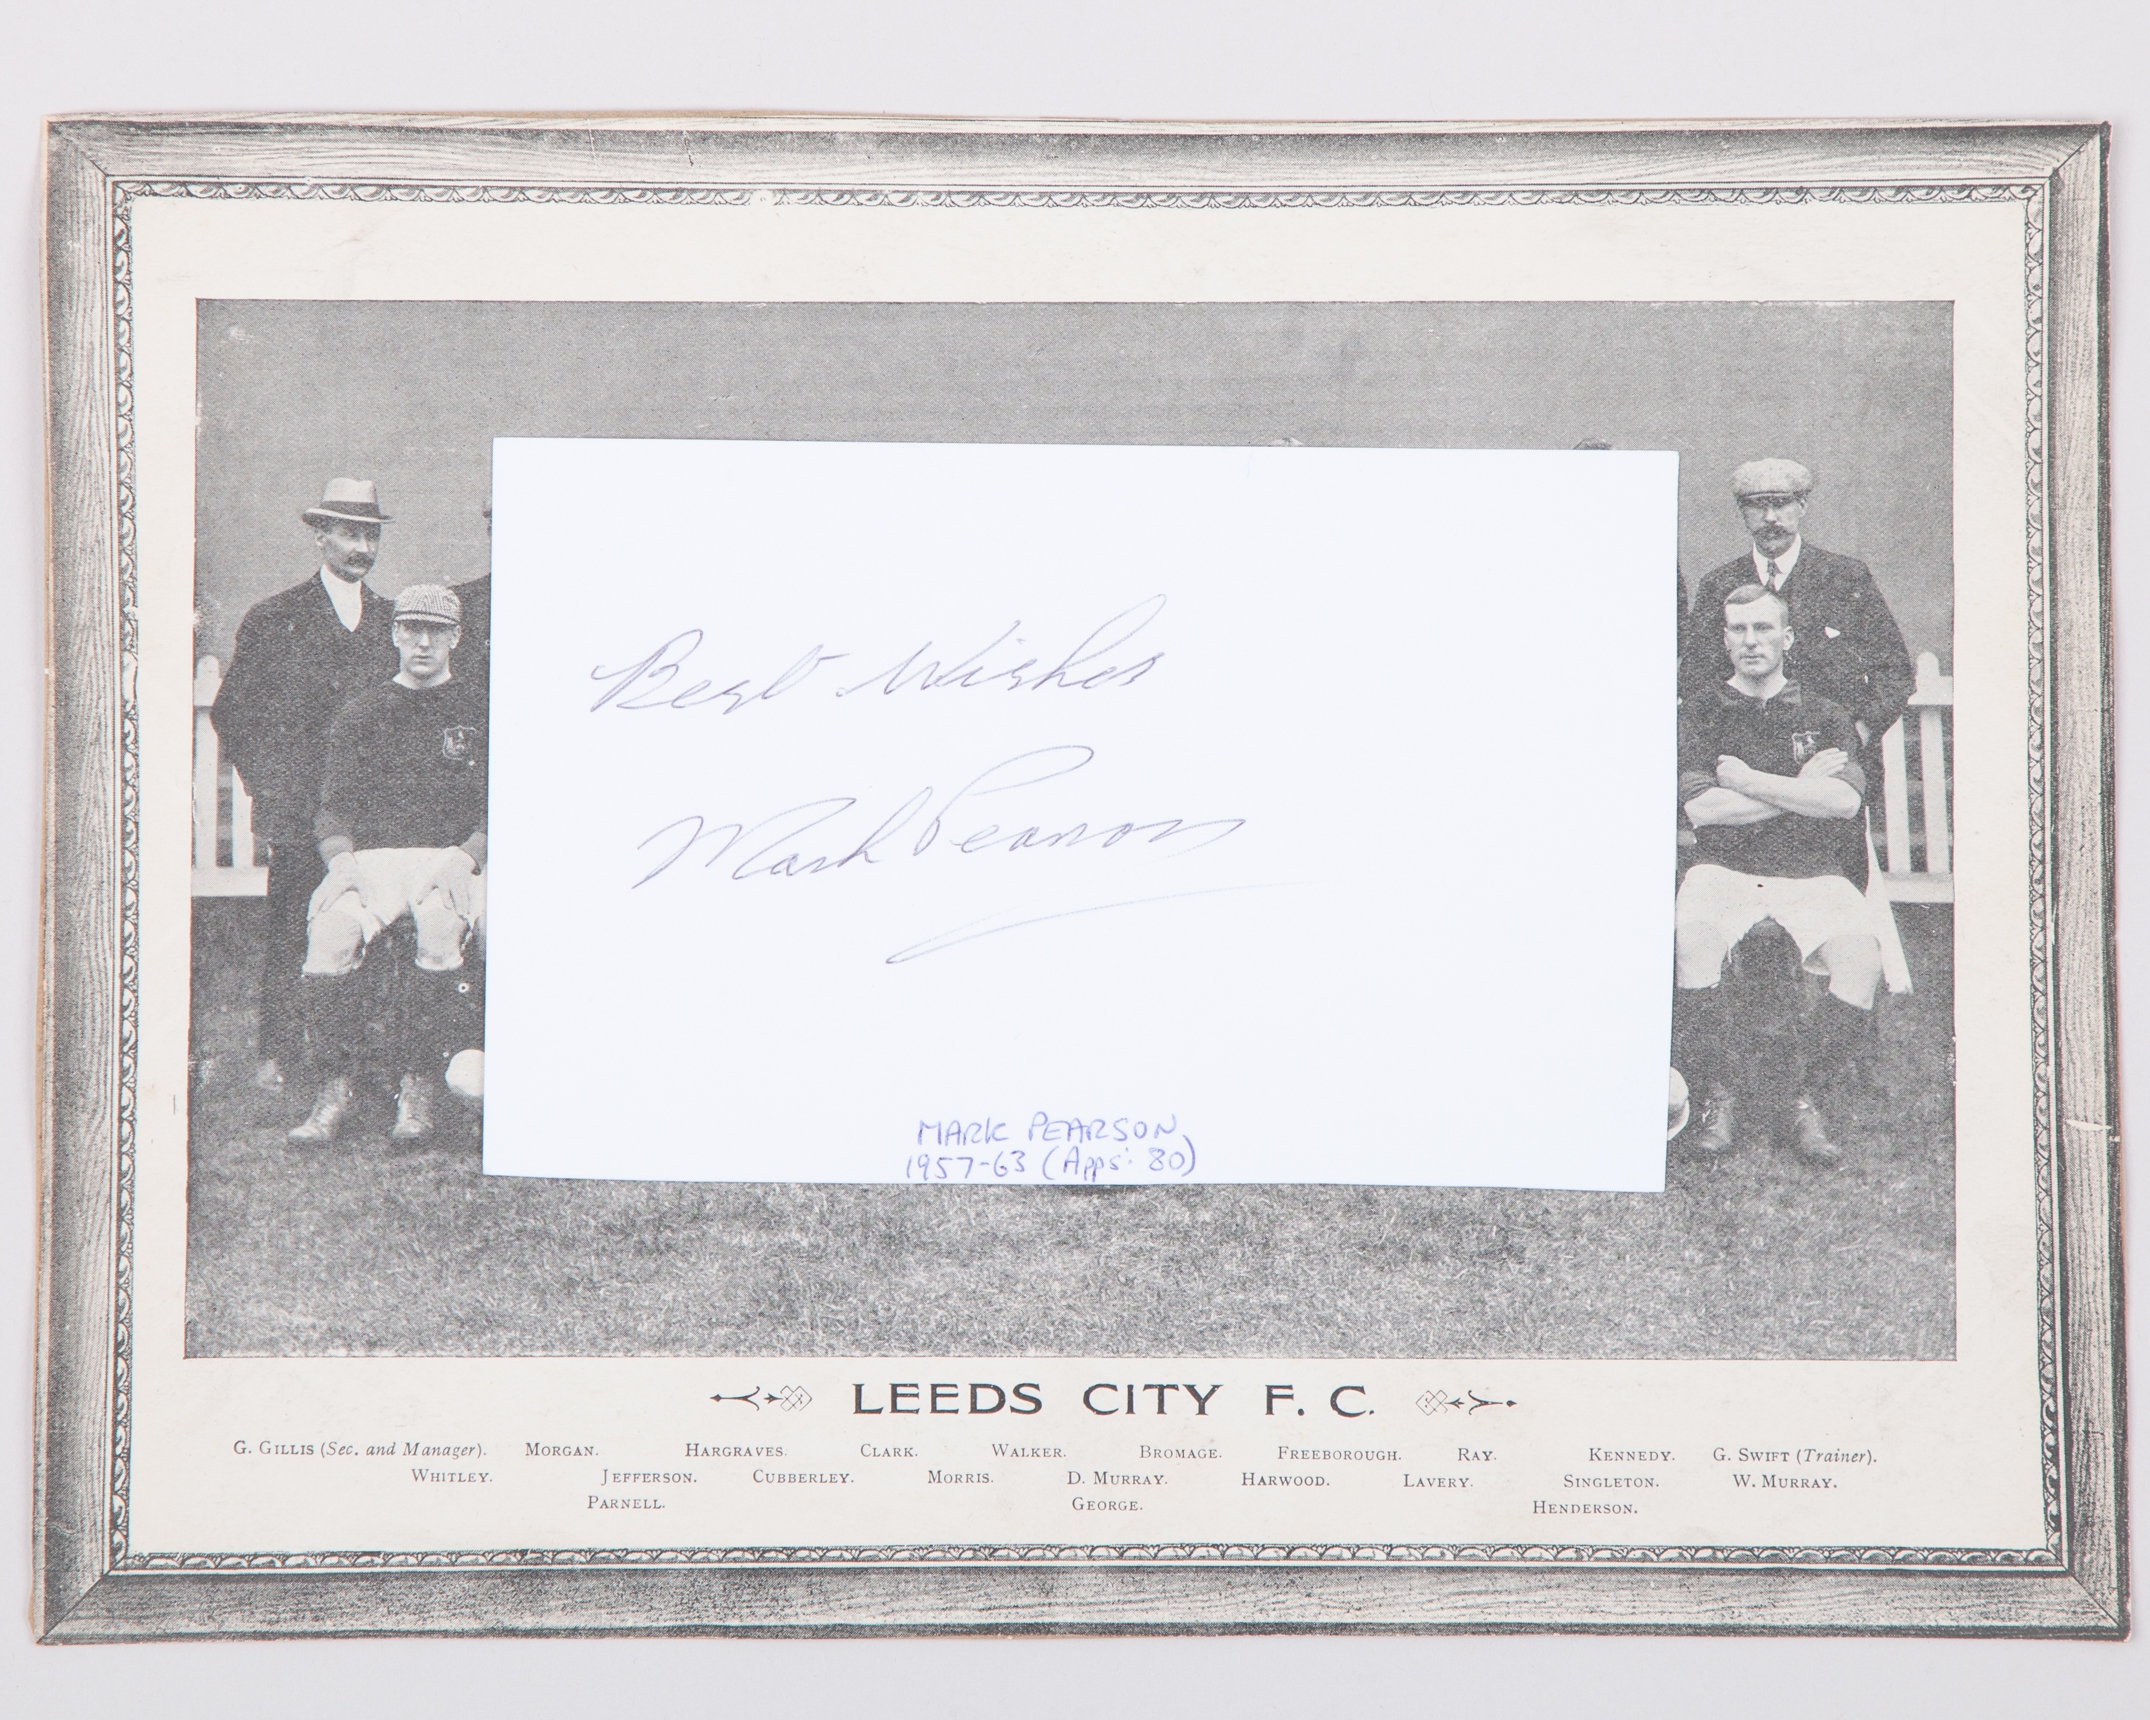 Best Wishes
Mark Pearson
MARK PEARSON
1957-63 (Apps: 80)
LEEDS CITY F. C.
G. GILLIS (Sec. and Manager). MORGAN. HARGRAVES. CLARK. WALKER. BROMAGE. FREEBOROUGH. RAY. KENNEDY. G. SWIFT (Trainer).
WHITLEY. JEFFERSON. CUBBERLEY. MORRIS. D. MURRAY. HARWOOD. LAVERY. SINGLETON. W. MURRAY.
PARNELL. GEORGE. HENDERSON.